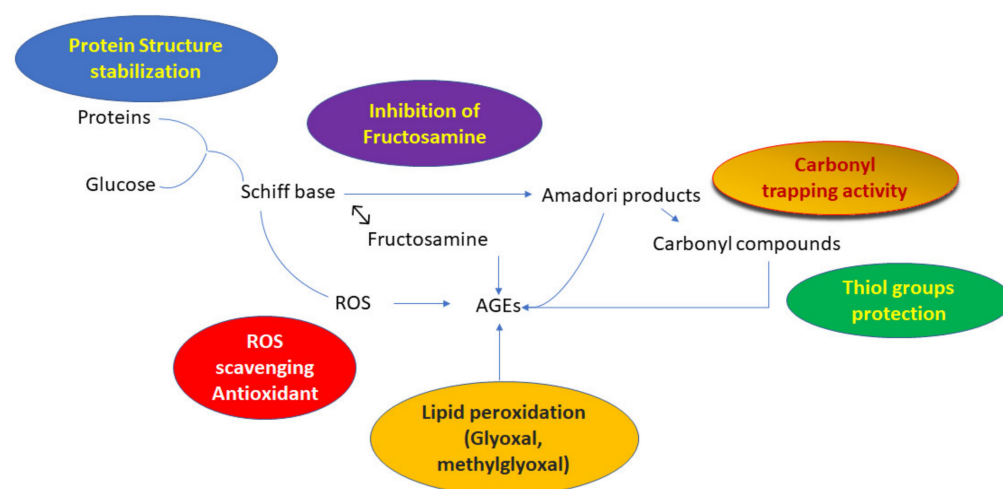 Protein Structure
stabilization
Proteins
Inhibition of
Fructosamine
Glucose
Schiff base
Amadori products
Carbonyl
trapping activity
Fructosamine
Carbonyl compounds
ROS
AGEs
Thiol groups
protection
ROS
scavenging
Antioxidant
Lipid peroxidation
(Glyoxal,
methylglyoxal)